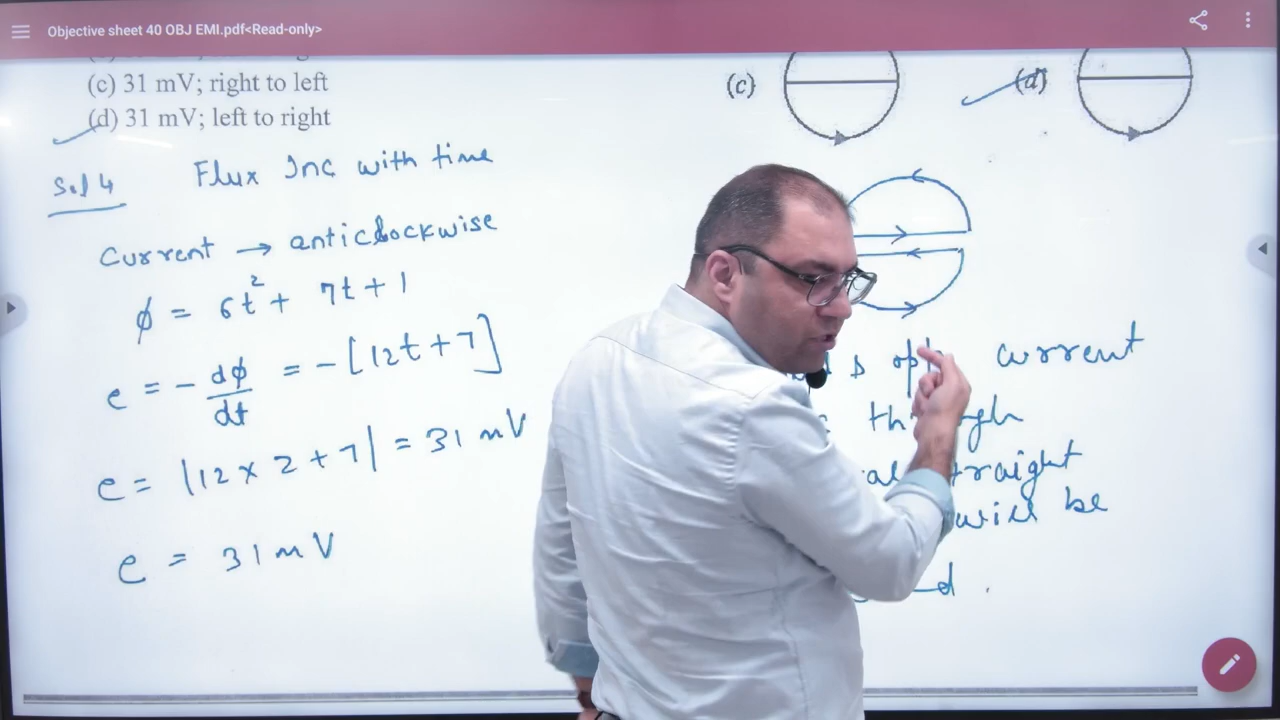 Objective sheet 40 OBJ EMI.pdf<Read-only>
(c) 31 mV; right to left
(d) 31 mV; left to right
(c)
(d)
Sol 4
Flux Inc with time
Current → anticlockwise
ϕ = 6t² + 7t + 1
e = - dϕ/dt = -[12t + 7]
e = |12 × 2 + 7| = 31 mV
e = 31 mV
current
through
straight
will be